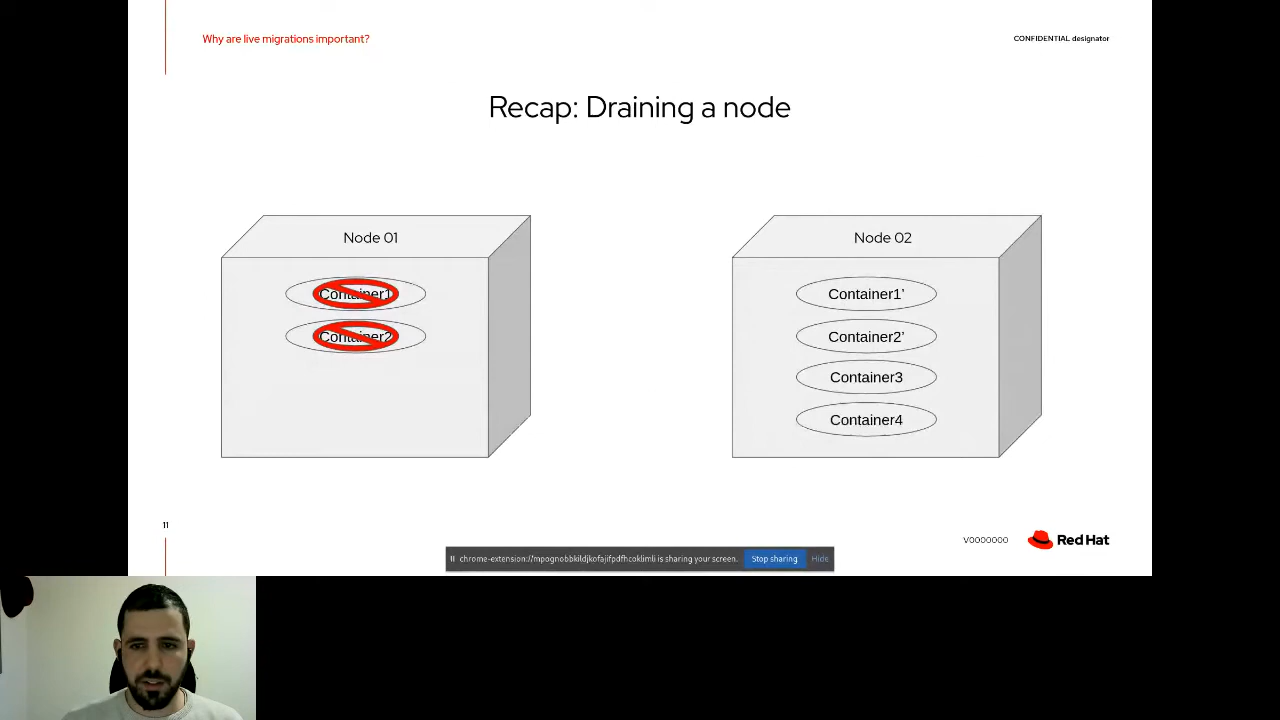 Why are live migrations important?
CONFIDENTIAL designator
Recap: Draining a node
Node 01
Container1
Container2
Node 02
Container1’
Container2’
Container3
Container4
11
V0000000
Red Hat
chrome-extension://mpognobbkildjkofajifpdfhcoklimli is sharing your screen.
Stop sharing
Hide